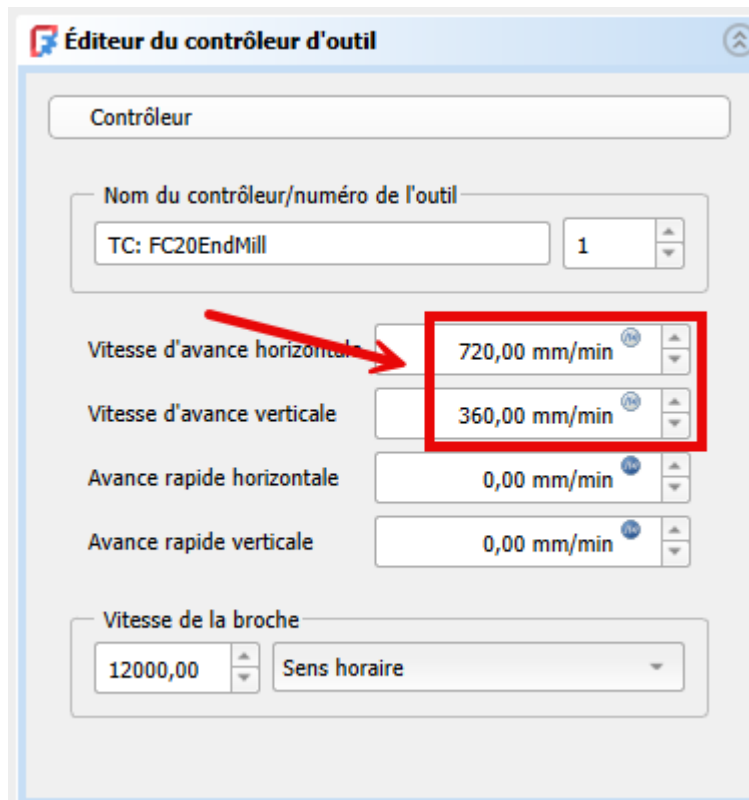 Éditeur du contrôleur d'outil
Contrôleur
Nom du contrôleur/numéro de l'outil
TC: FC20EndMill 1
Vitesse d'avance horizontale 720,00 mm/min
Vitesse d'avance verticale 360,00 mm/min
Avance rapide horizontale 0,00 mm/min
Avance rapide verticale 0,00 mm/min
Vitesse de la broche
12000,00 Sens horaire